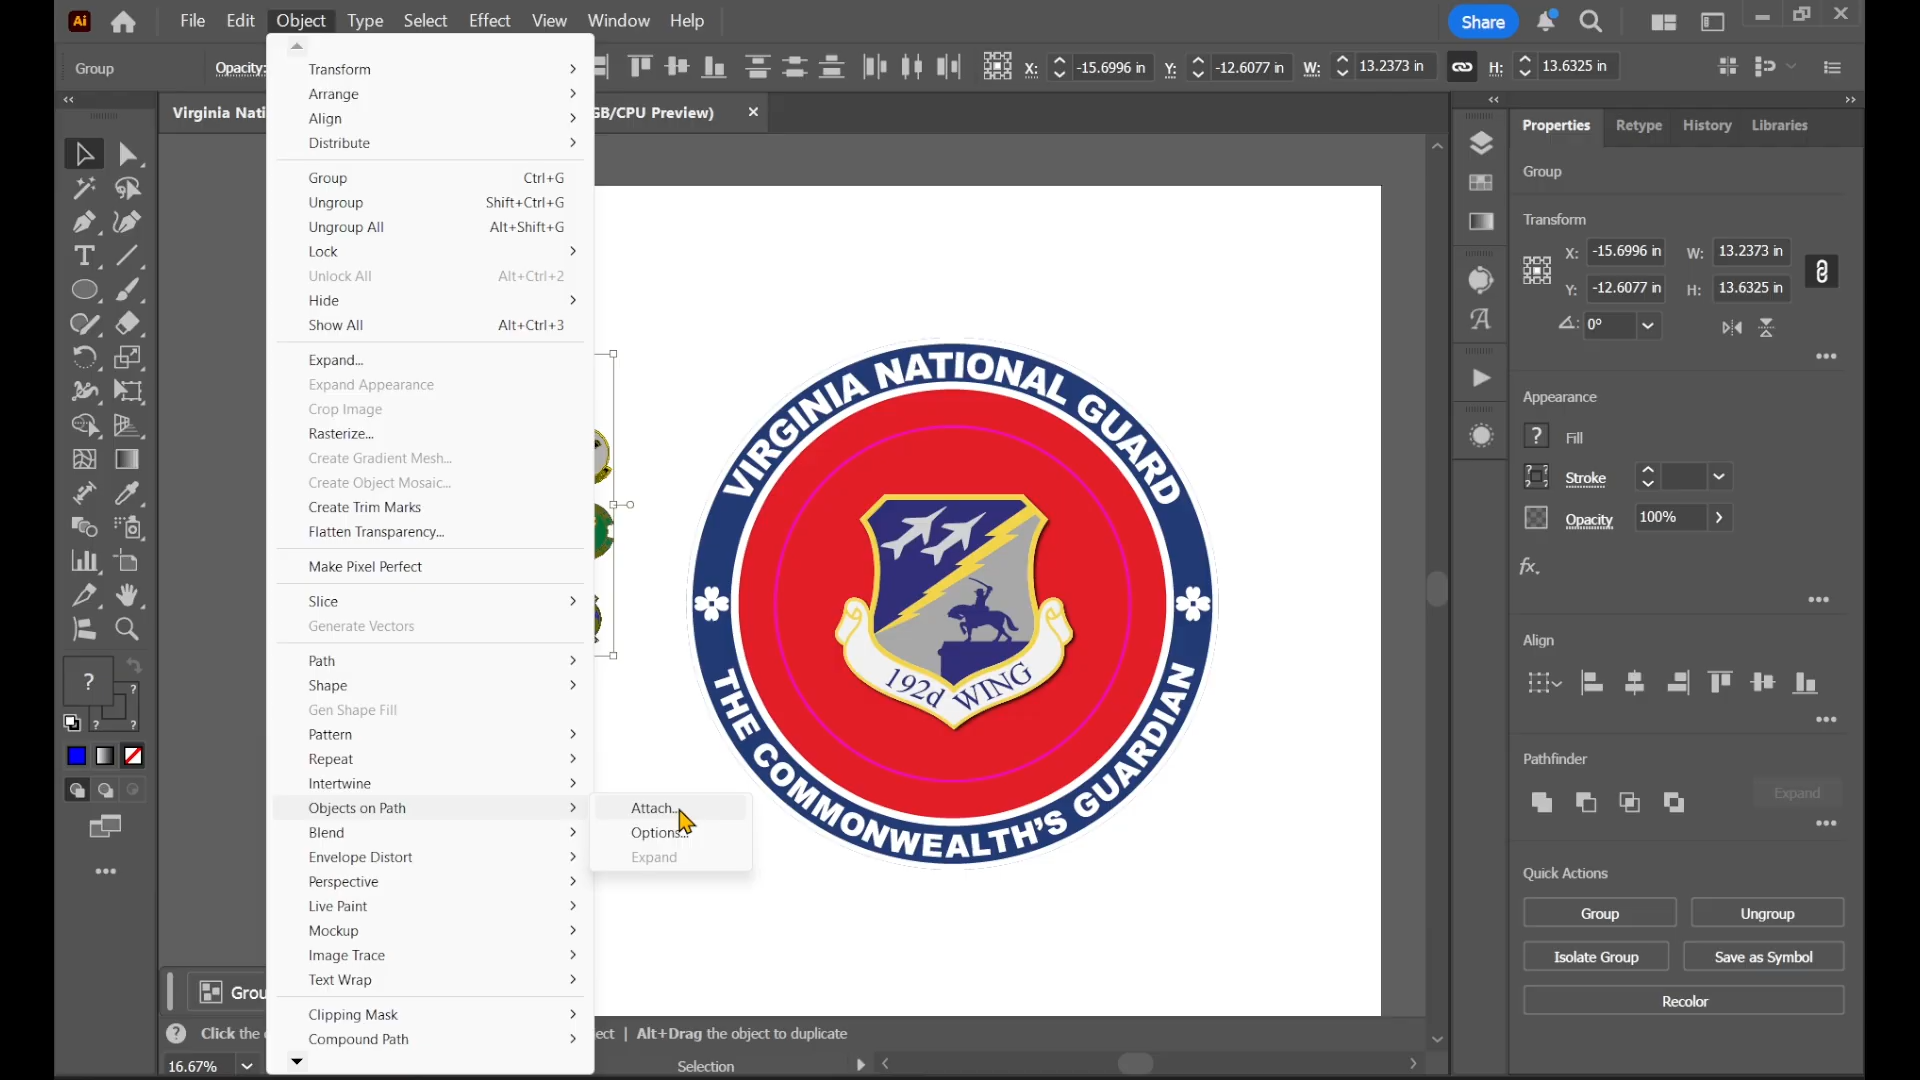 Ai File Edit Object Type Select Effect View Window Help Share
Group Opacity: X: -15.6996 in Y: -12.6077 in W: 13.2373 in H: 13.6325 in
Virginia Nati GB/CPU Preview) ×
Transform
Arrange
Align
Distribute
Group Ctrl+G
Ungroup Shift+Ctrl+G
Ungroup All Alt+Shift+G
Lock
Unlock All Alt+Ctrl+2
Hide
Show All Alt+Ctrl+3
Expand...
Expand Appearance
Crop Image
Rasterize...
Create Gradient Mesh...
Create Object Mosaic...
Create Trim Marks
Flatten Transparency...
Make Pixel Perfect
Slice
Generate Vectors
Path
Shape
Gen Shape Fill
Pattern
Repeat
Intertwine
Objects on Path
Blend
Envelope Distort
Perspective
Live Paint
Mockup
Image Trace
Text Wrap
Clipping Mask
Compound Path
Attach...
Options...
Expand
VIRGINIA NATIONAL GUARD
192d WING
THE COMMONWEALTH'S GUARDIAN
Properties Retype History Libraries
Group
Transform
X: -15.6996 in W: 13.2373 in
Y: -12.6077 in H: 13.6325 in
0°
Appearance
? Fill
Stroke
Opacity 100%
fx.
Align
Pathfinder
Expand
Quick Actions
Group Ungroup
Isolate Group Save as Symbol
Recolor
Grou
Click the ect | Alt+Drag the object to duplicate
16.67% Selection